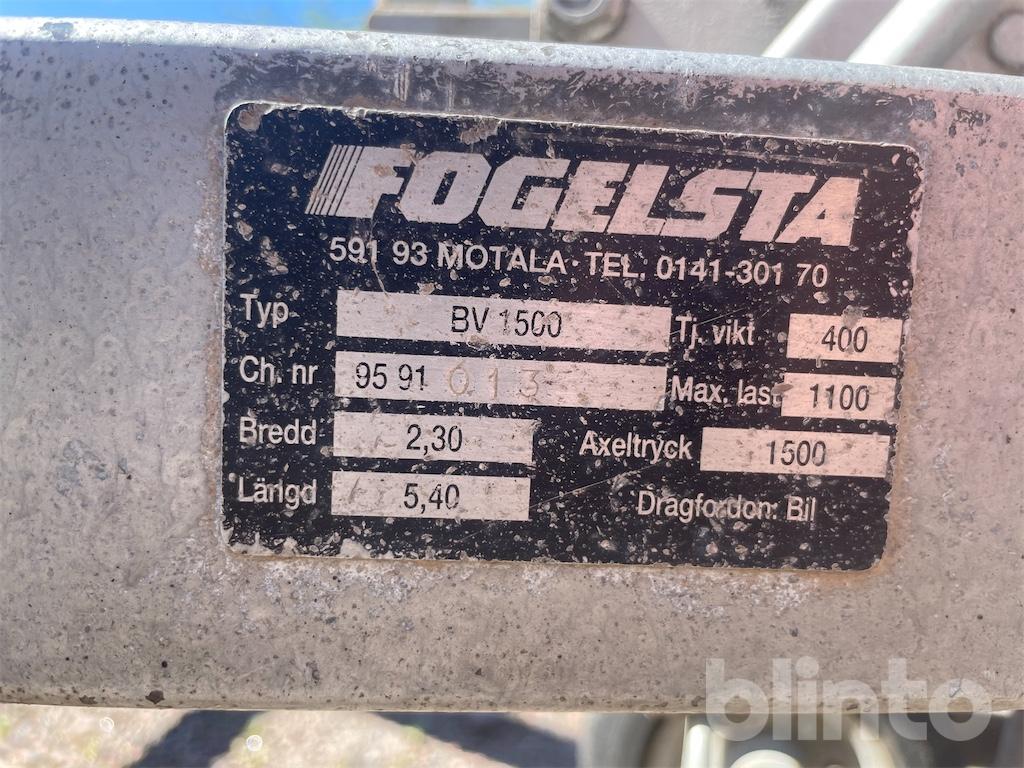 FOGELSTA
591 93 MOTALA · TEL. 0141-301 70
Typ BV 1500 Tj. vikt 400
Ch. nr 95 91 013 Max. last 1100
Bredd 2,30 Axeltryck 1500
Längd 5,40 Dragfordon: Bil
blinto